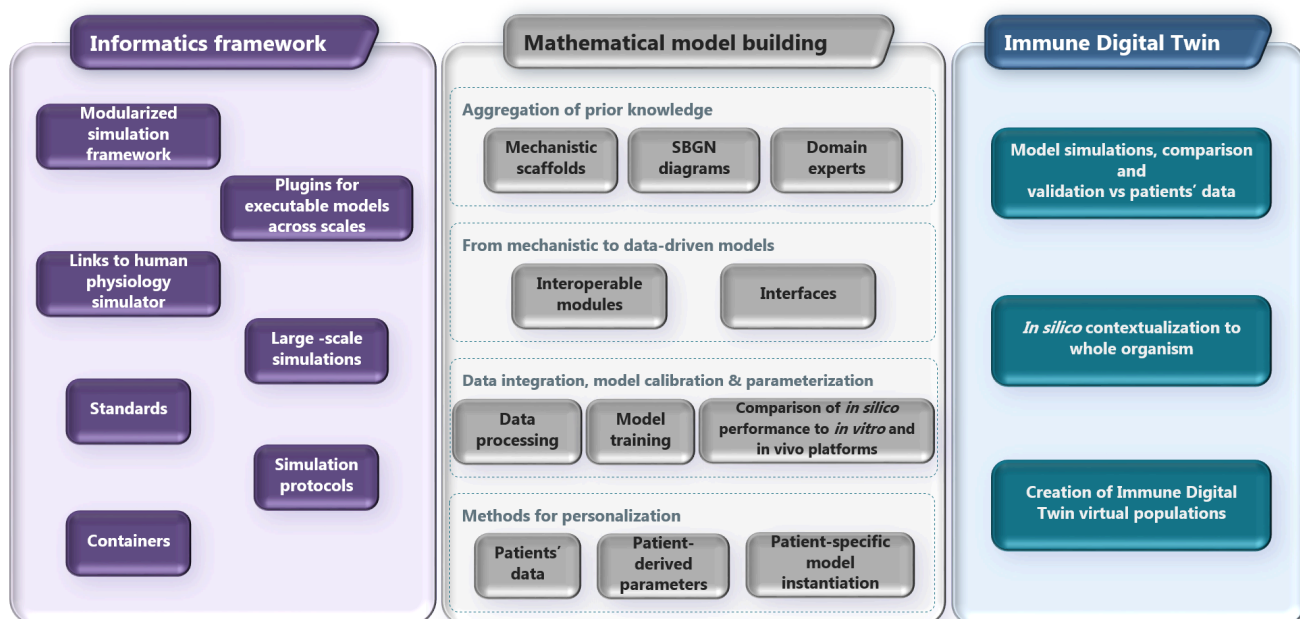 Informatics framework
Modularized
simulation
framework
Plugins for
executable models
across scales
Links to human
physiology
simulator
Large -scale
simulations
Standards
Simulation
protocols
Containers
Mathematical model building
Aggregation of prior knowledge
Mechanistic
scaffolds
SBGN
diagrams
Domain
experts
From mechanistic to data-driven models
Interoperable
modules
Interfaces
Data integration, model calibration & parameterization
Data
processing
Model
training
Comparison of in silico
performance to in vitro and
in vivo platforms
Methods for personalization
Patients´
data
Patient-
derived
parameters
Patient-specific
model
instantiation
Immune Digital Twin
Model simulations, comparison
and
validation vs patients´ data
In silico contextualization to
whole organism
Creation of Immune Digital
Twin virtual populations